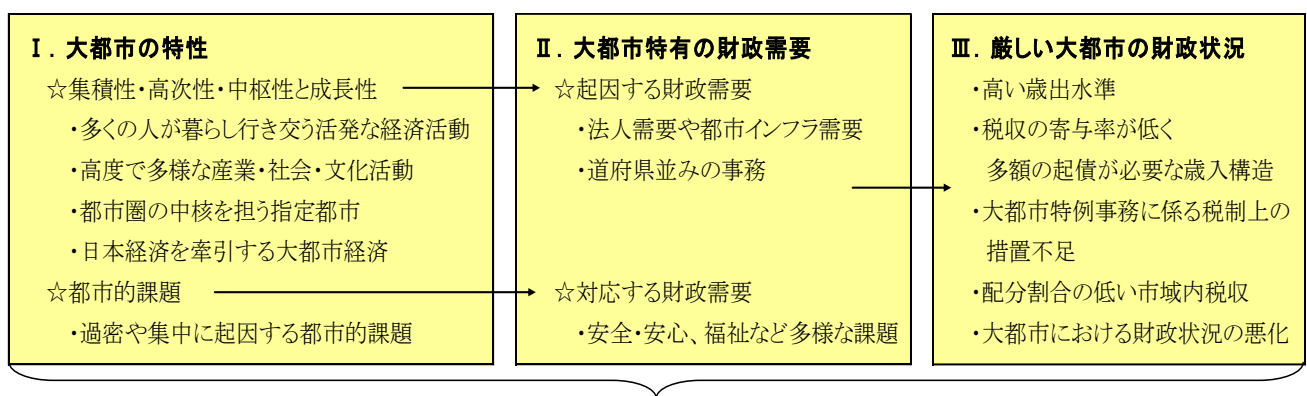 Ⅰ．大都市の特性
☆集積性・高次性・中枢性と成長性
・多くの人が暮らし行き交う活発な経済活動
・高度で多様な産業・社会・文化活動
・都市圏の中核を担う指定都市
・日本経済を牽引する大都市経済
☆都市的課題
・過密や集中に起因する都市的課題
Ⅱ．大都市特有の財政需要
☆起因する財政需要
・法人需要や都市インフラ需要
・道府県並みの事務
☆対応する財政需要
・安全・安心、福祉など多様な課題
Ⅲ．厳しい大都市の財政状況
・高い歳出水準
・税収の寄与率が低く
多額の起債が必要な歳入構造
・大都市特例事務に係る税制上の
措置不足
・配分割合の低い市域内税収
・大都市における財政状況の悪化